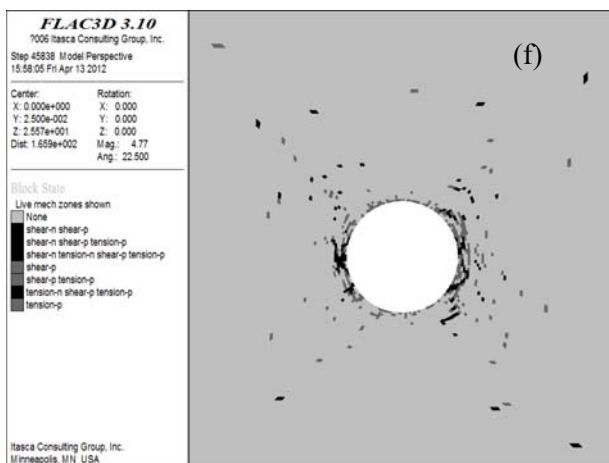 FLAC3D 3.10
?006 Itasca Consulting Group, Inc.
Step 45838 Model Perspective
15:58:05 Fri Apr 13 2012
Center: Rotation:
X: 0.000e+000 X: 0.000
Y: 2.500e-002 Y: 0.000
Z: 2.557e+001 Z: 0.000
Dist: 1.659e+002 Mag.: 4.77
Ang.: 22.500
Block State
Live mech zones shown
None
shear-n shear-p
shear-n shear-p tension-p
shear-n tension-n shear-p tension-p
shear-p
shear-p tension-p
tension-n shear-p tension-p
tension-p
Itasca Consulting Group, Inc.
Minneapolis, MN USA
(f)